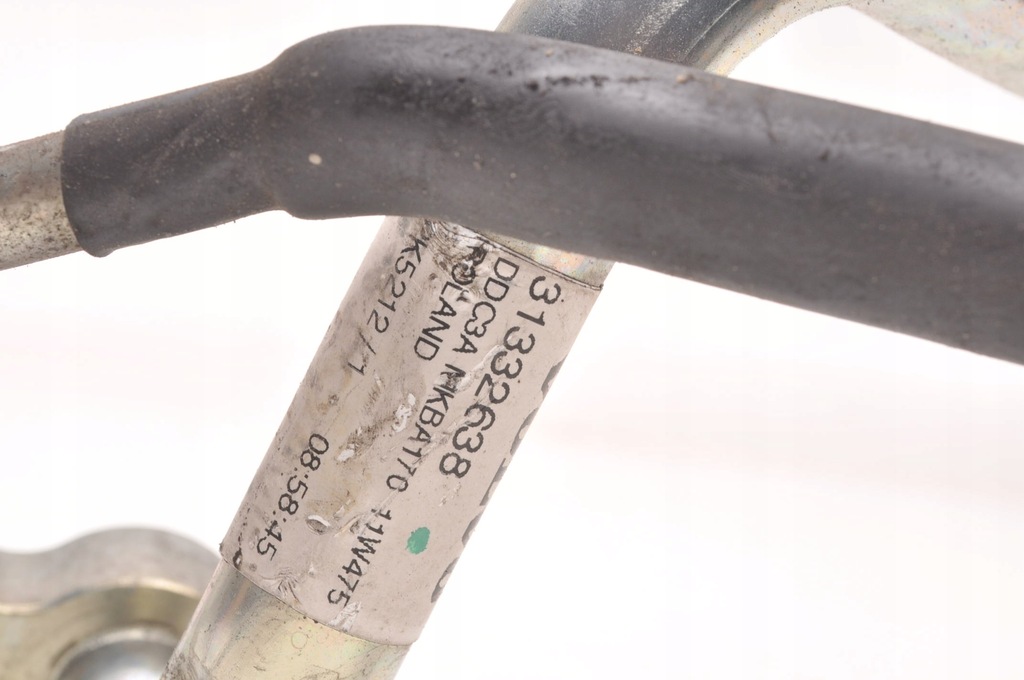 31332638
DDC3A MKBA170 11W475
POLAND
K5212/1 08:58:45